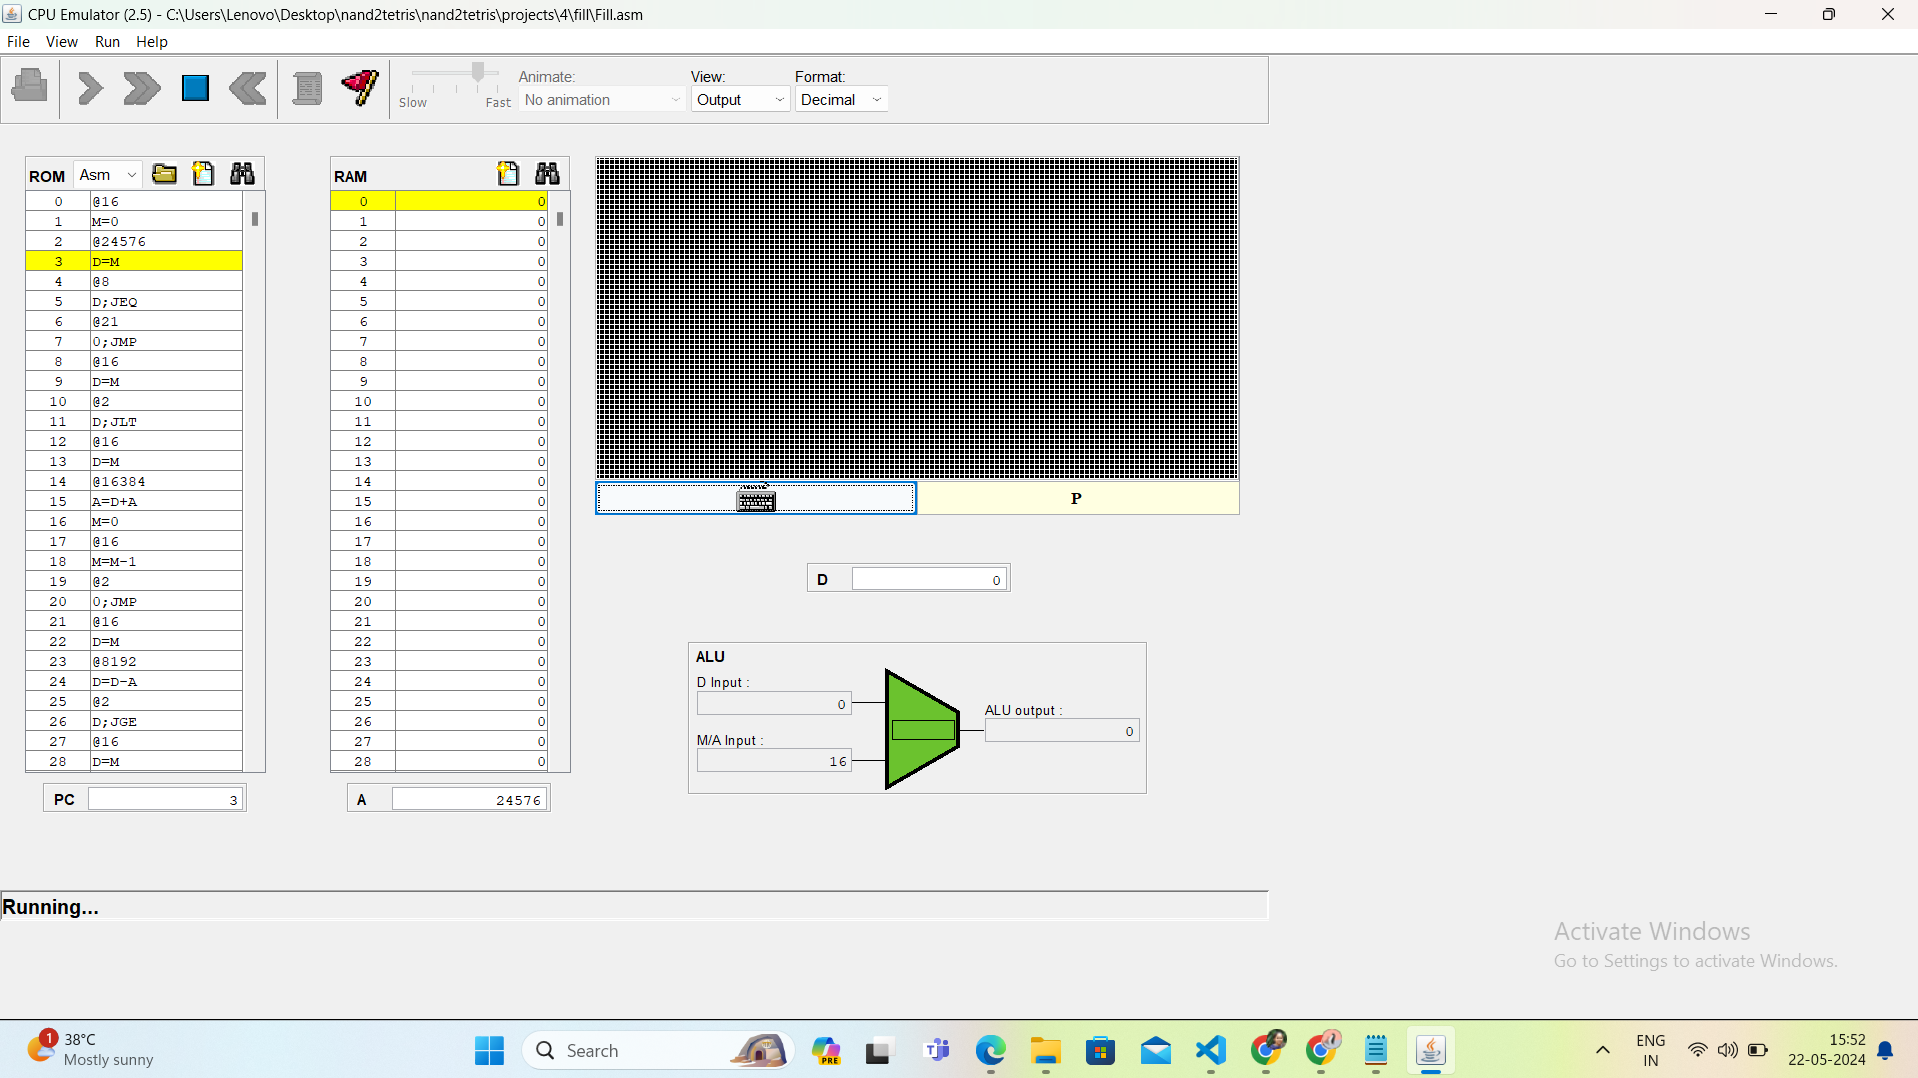 CPU Emulator (2.5) - C:\Users\Lenovo\Desktop\nand2tetris\nand2tetris\projects\4\fill\Fill.asm
File View Run Help
Slow Fast
Animate:
No animation
View:
Output
Format:
Decimal
ROM Asm
0 @16
1 M=0
2 @24576
3 D=M
4 @8
5 D;JEQ
6 @21
7 0;JMP
8 @16
9 D=M
10 @2
11 D;JLT
12 @16
13 D=M
14 @16384
15 A=D+A
16 M=0
17 @16
18 M=M-1
19 @2
20 0;JMP
21 @16
22 D=M
23 @8192
24 D=D-A
25 @2
26 D;JGE
27 @16
28 D=M
PC 3
RAM
0 0
1 0
2 0
3 0
4 0
5 0
6 0
7 0
8 0
9 0
10 0
11 0
12 0
13 0
14 0
15 0
16 0
17 0
18 0
19 0
20 0
21 0
22 0
23 0
24 0
25 0
26 0
27 0
28 0
A 24576
P
D 0
ALU
D Input :
0
M/A Input :
16
ALU output :
0
Running...
Activate Windows
Go to Settings to activate Windows.
1
38°C
Mostly sunny
Search
PRE
ENG
IN
15:52
22-05-2024